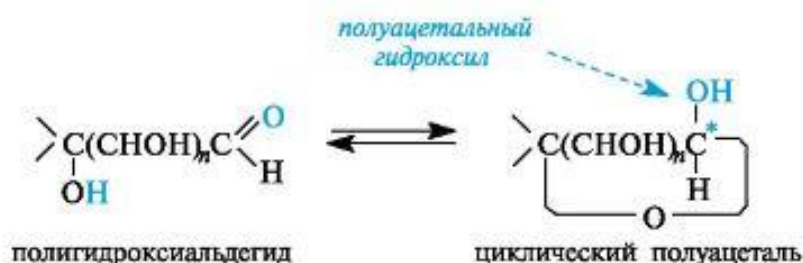 полуацетальный
гидроксил
OH
C(CHOH)nC
O
H
OH
C(CHOH)nC*
H
O
полигидроксиальдегид
циклический полуацеталь